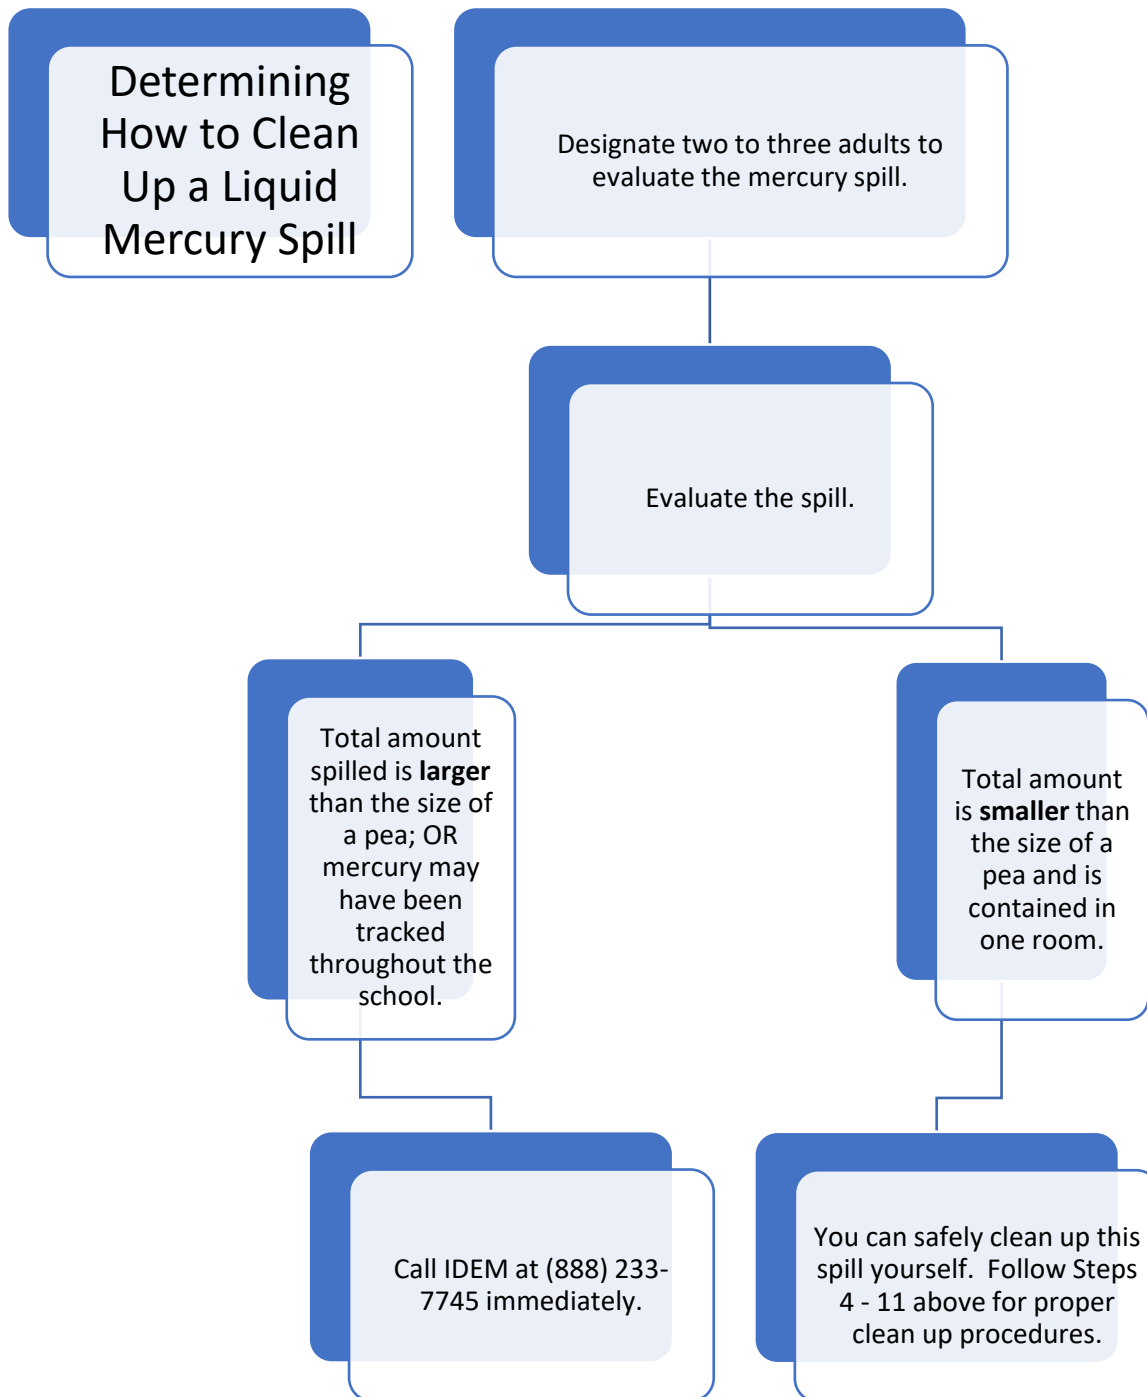 Determining
How to Clean
Up a Liquid
Mercury Spill
Designate two to three adults to
evaluate the mercury spill.
Evaluate the spill.
Total amount
spilled is larger
than the size of
a pea; OR
mercury may
have been
tracked
throughout the
school.
Total amount
is smaller than
the size of a
pea and is
contained in
one room.
Call IDEM at (888) 233-
7745 immediately.
You can safely clean up this
spill yourself.  Follow Steps
4 - 11 above for proper
clean up procedures.